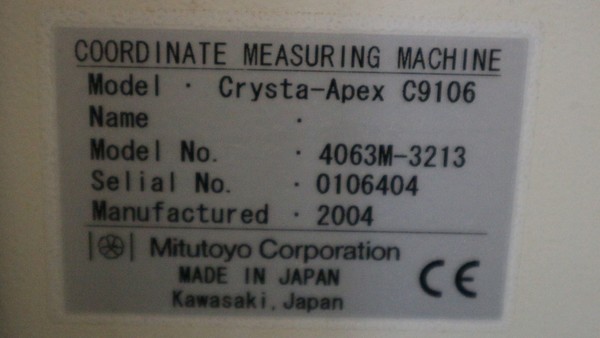 COORDINATE MEASURING MACHINE
Model · Crysta-Apex C9106
Name ·
Model No. · 4063M-3213
Selial No. · 0106404
Manufactured · 2004
Mitutoyo Corporation
MADE IN JAPAN
Kawasaki, Japan
CE